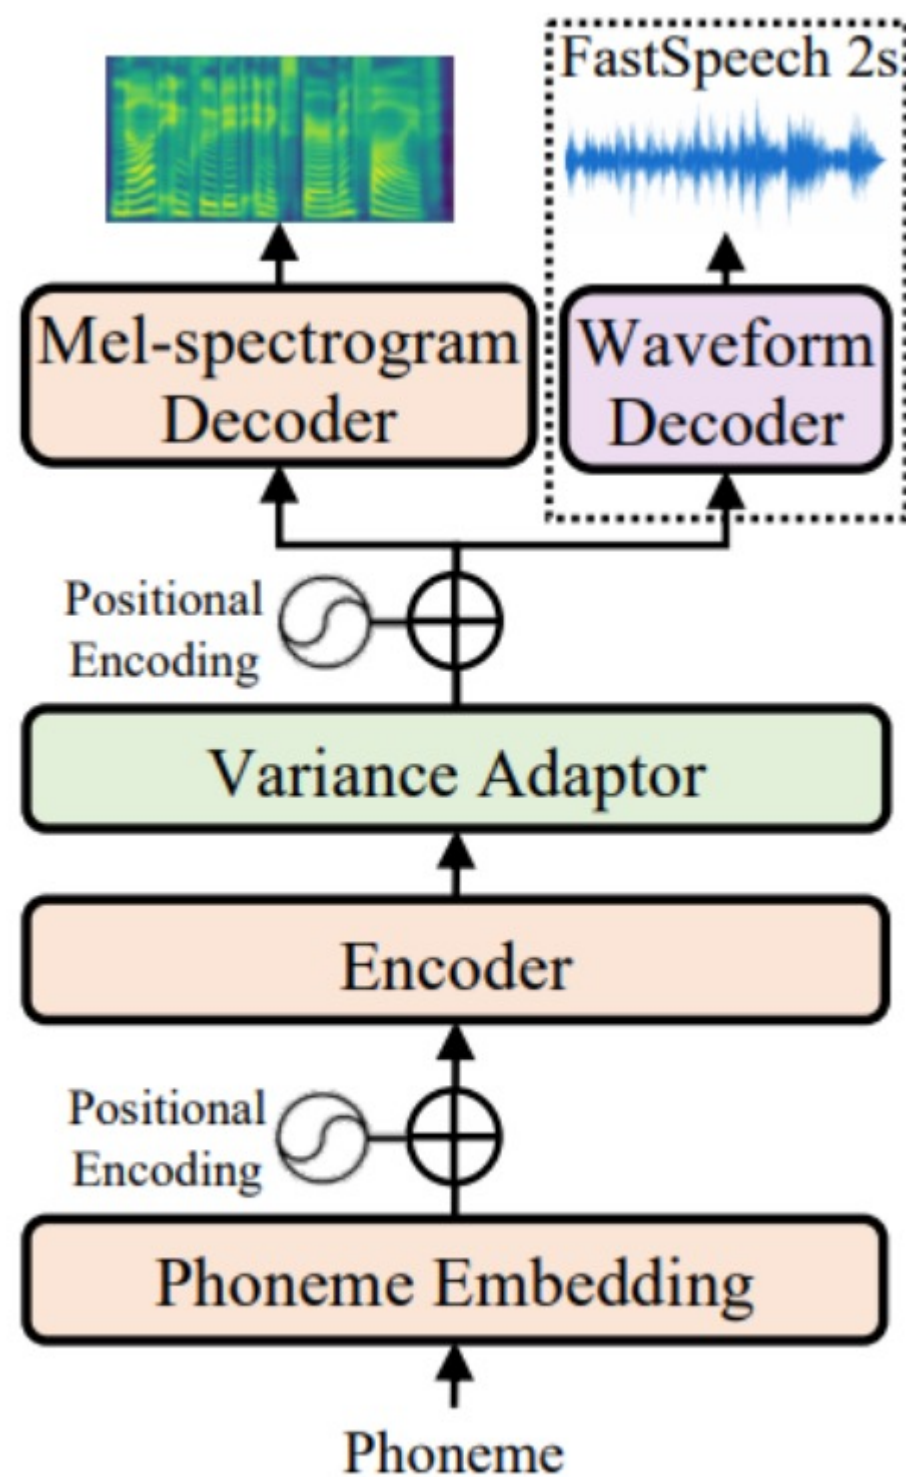 FastSpeech 2s
Mel-spectrogram
Decoder
Waveform
Decoder
Positional
Encoding
Variance Adaptor
Encoder
Positional
Encoding
Phoneme Embedding
Phoneme